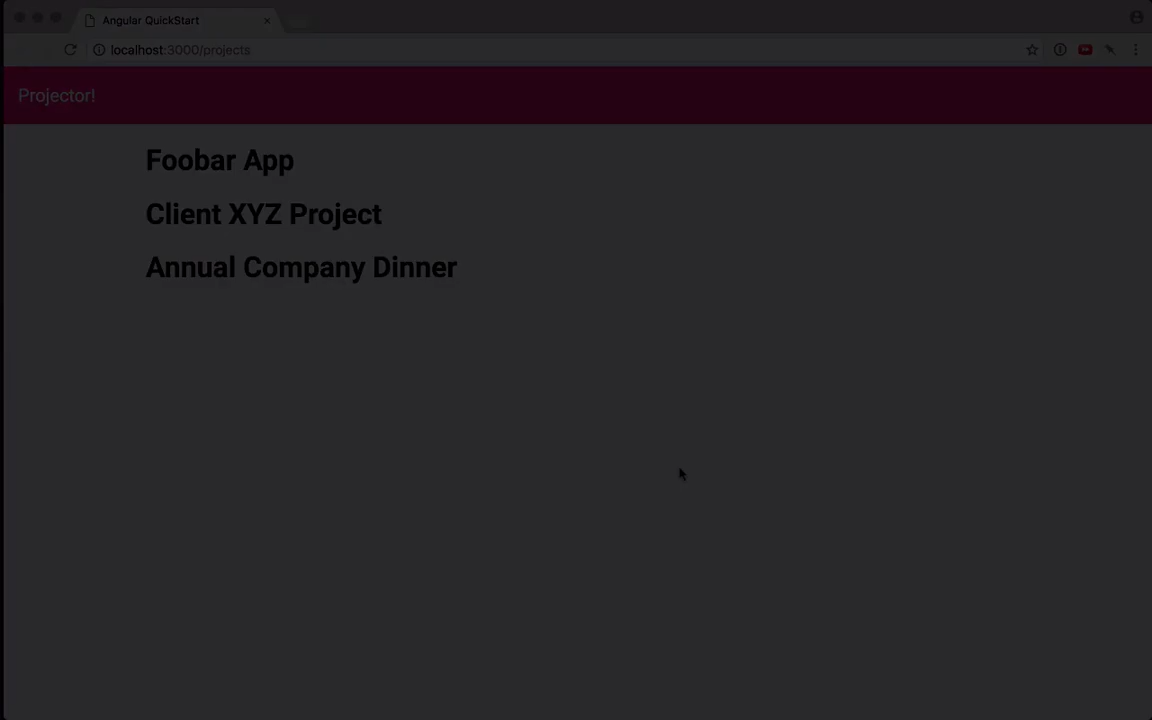 Angular QuickStart
localhost:3000/projects
Projector!
Foobar App
Client XYZ Project
Annual Company Dinner